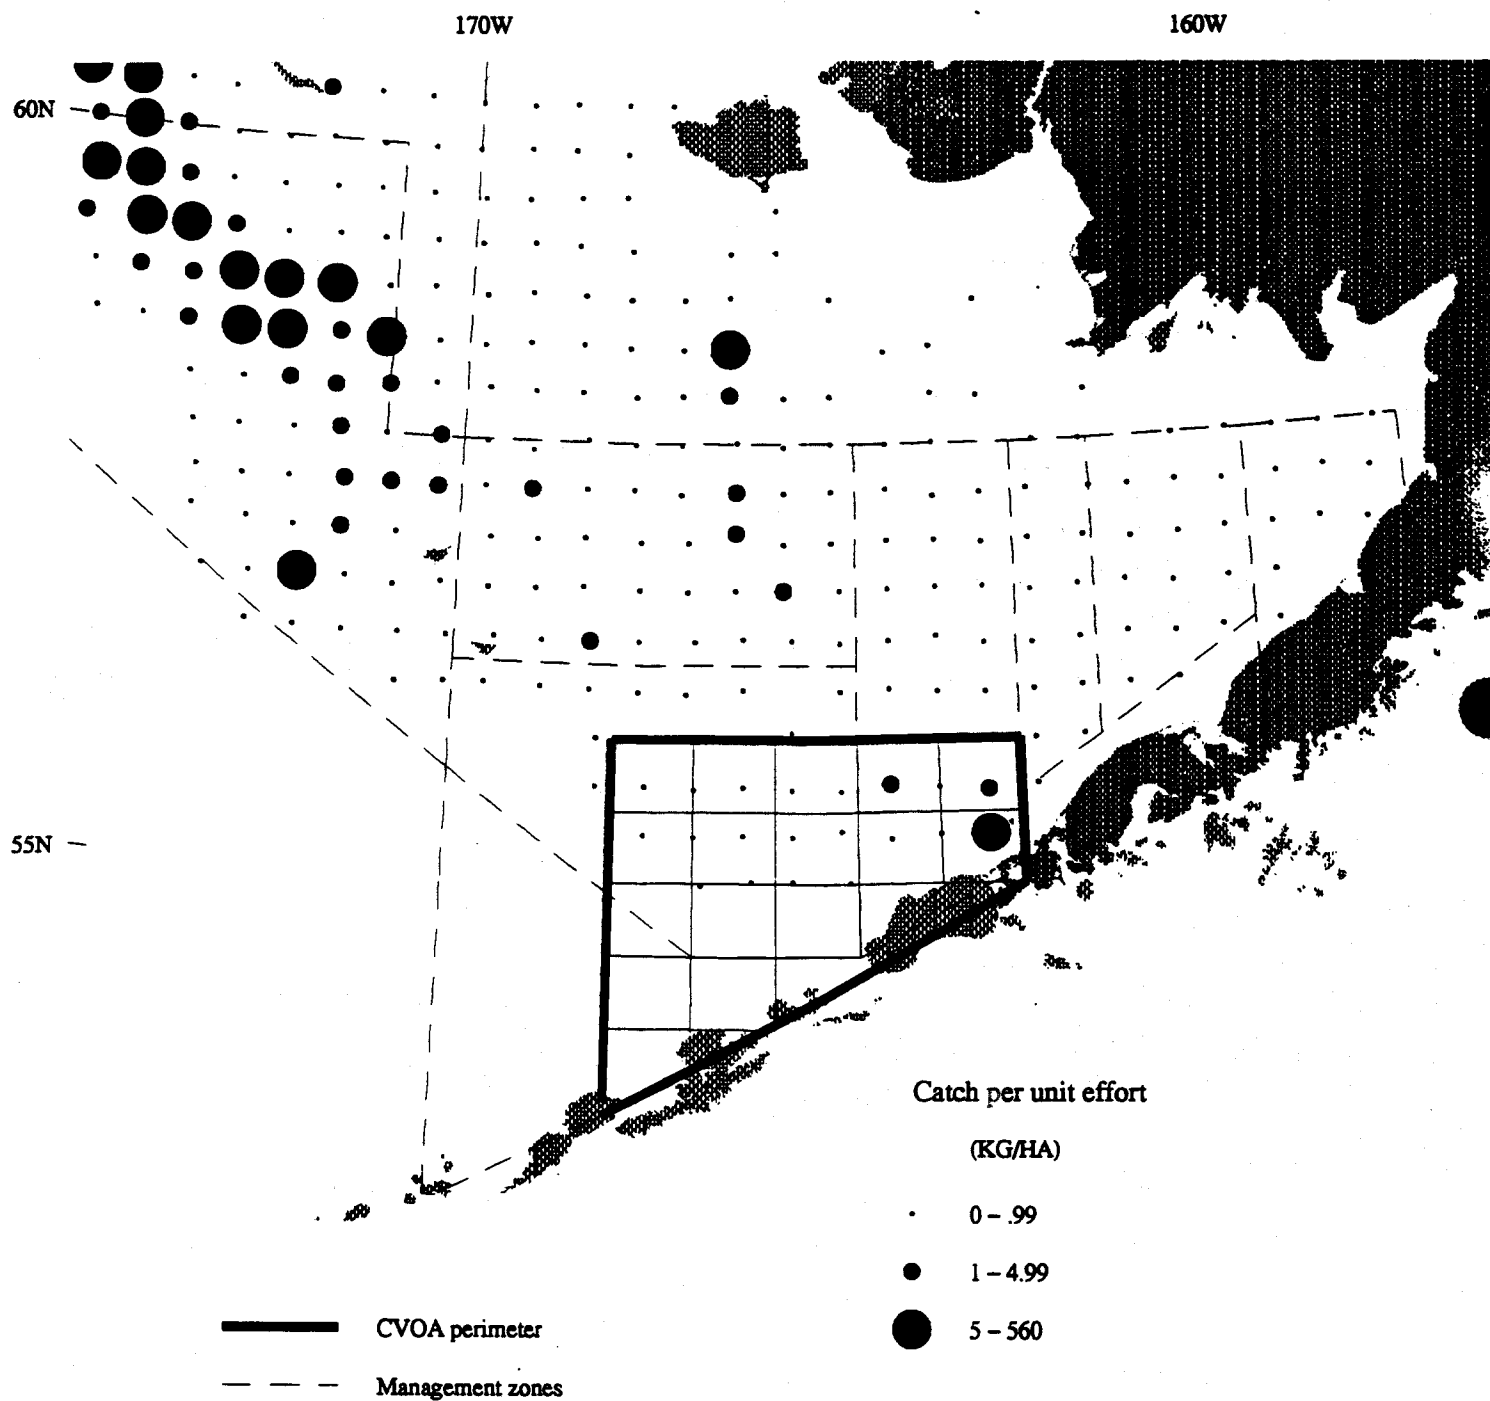 170W
160W
60N
55N
Catch per unit effort
(KG/HA)
0 – .99
1 – 4.99
5 – 560
CVOA perimeter
Management zones